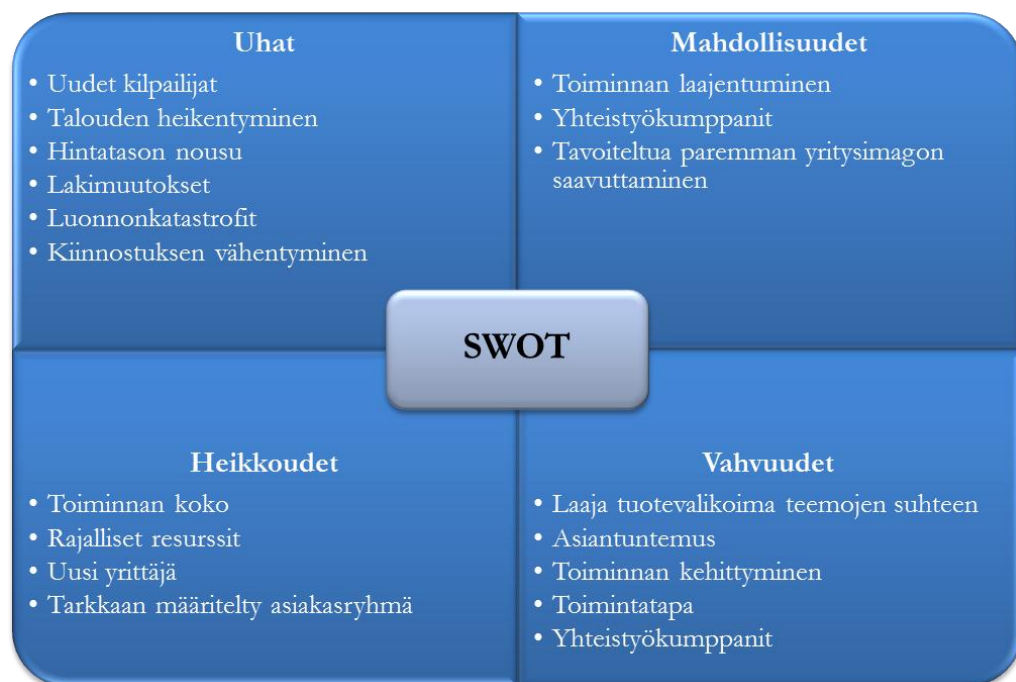 Uhat
• Uudet kilpailijat
• Talouden heikentyminen
• Hintatason nousu
• Lakimuutokset
• Luonnonkatastrofit
• Kiinnostuksen vähentyminen
Mahdollisuudet
• Toiminnan laajentuminen
• Yhteistyökumppanit
• Tavoiteltua paremman yritysimagon
saavuttaminen
SWOT
Heikkoudet
• Toiminnan koko
• Rajalliset resurssit
• Uusi yrittäjä
• Tarkkaan määritelty asiakasryhmä
Vahvuudet
• Laaja tuotevalikoima teemojen suhteen
• Asiantuntemus
• Toiminnan kehittyminen
• Toimintatapa
• Yhteistyökumppanit